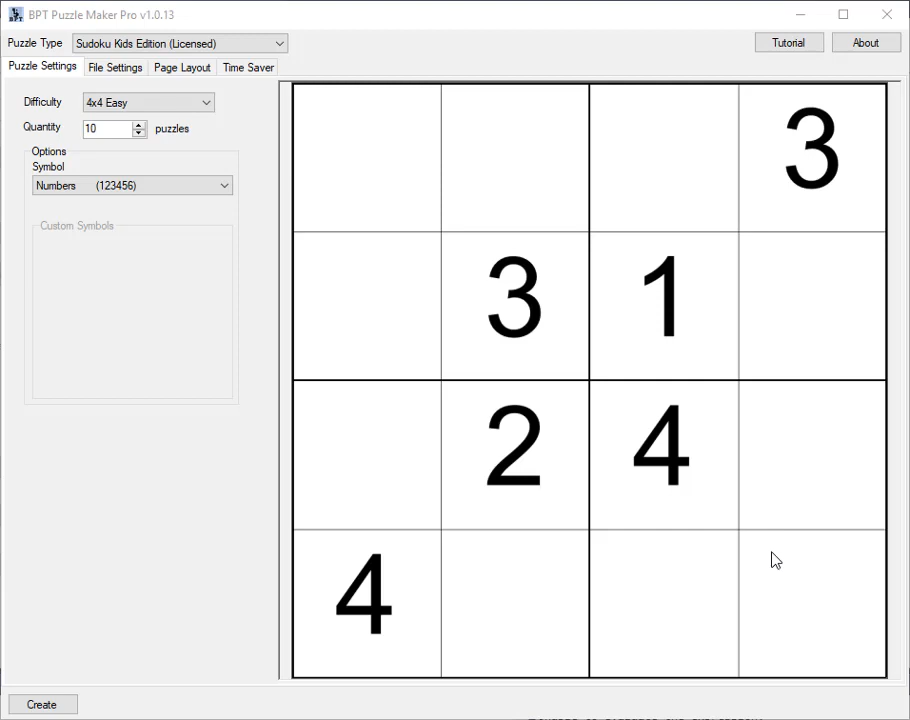 BPT Puzzle Maker Pro v1.0.13
Puzzle Type Sudoku Kids Edition (Licensed) Tutorial About
Puzzle Settings File Settings Page Layout Time Saver
Difficulty 4x4 Easy
Quantity 10 puzzles
Options
Symbol
Numbers (123456)
Custom Symbols
3
3 1
2 4
4
Create